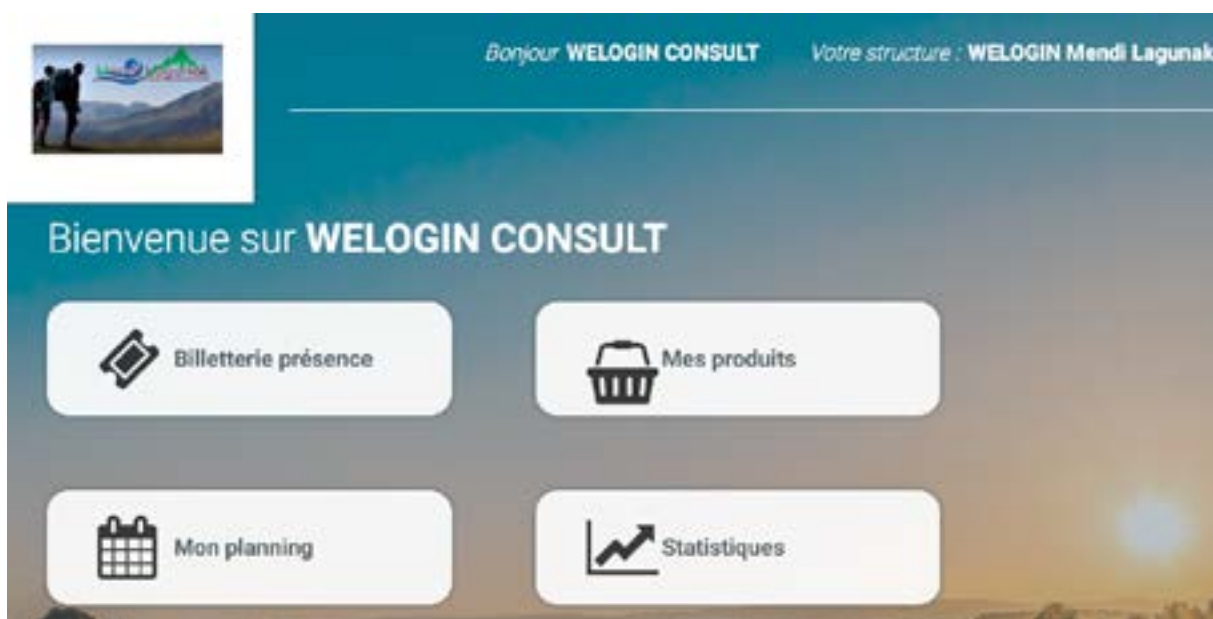 Bonjour WELOGIN CONSULT Votre structure : WELOGIN Mendi Lagunak
Bienvenue sur WELOGIN CONSULT
Billetterie présence
Mes produits
Mon planning
Statistiques